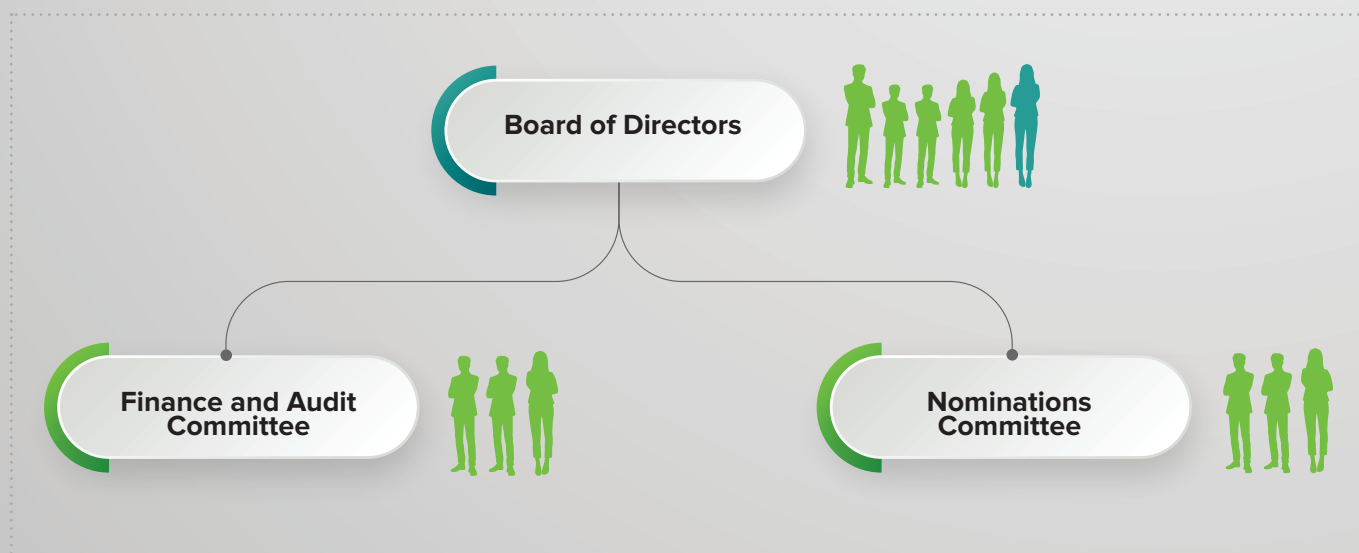 Board of Directors
Finance and Audit
Committee
Nominations
Committee